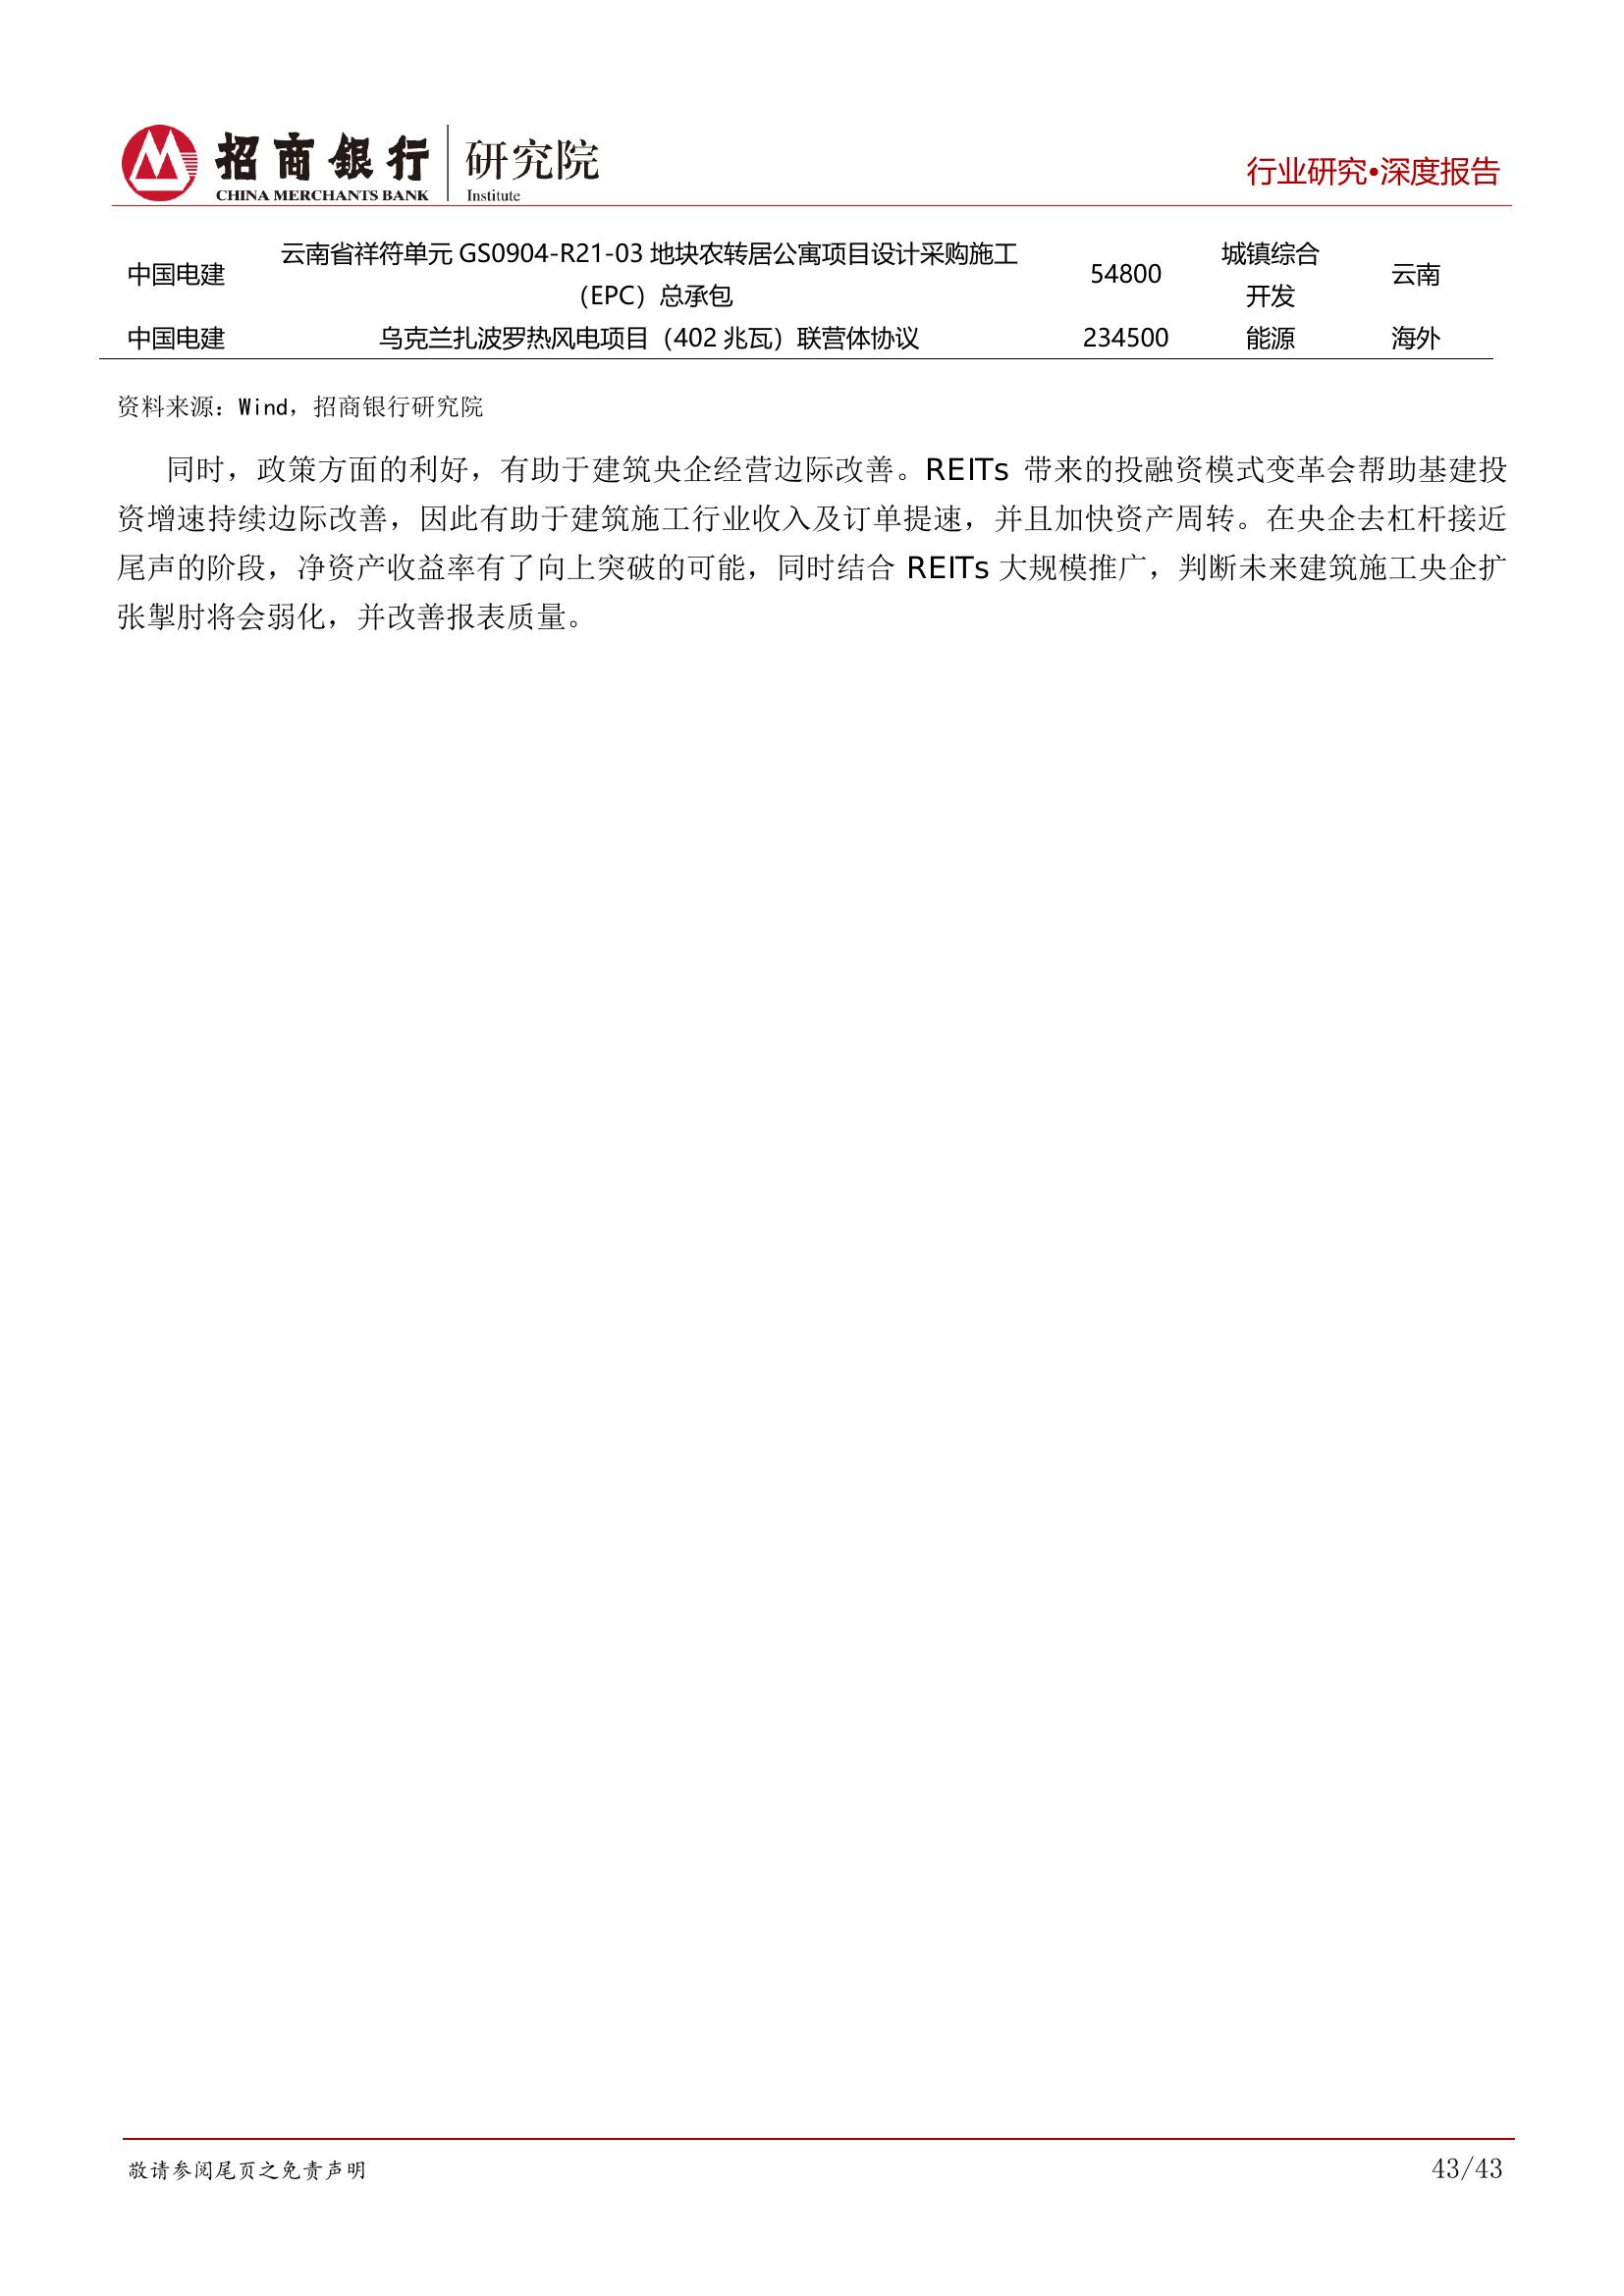 招商银行 研究院
CHINA MERCHANTS BANK Institute
行业研究•深度报告
中国电建 云南省祥符单元 GS0904-R21-03 地块农转居公寓项目设计采购施工（EPC）总承包 54800 城镇综合开发 云南
中国电建 乌克兰扎波罗热风电项目（402 兆瓦）联营体协议 234500 能源 海外
资料来源：Wind，招商银行研究院
同时，政策方面的利好，有助于建筑央企经营边际改善。REITs 带来的投融资模式变革会帮助基建投
资增速持续边际改善，因此有助于建筑施工行业收入及订单提速，并且加快资产周转。在央企去杠杆接近
尾声的阶段，净资产收益率有了向上突破的可能，同时结合 REITs 大规模推广，判断未来建筑施工央企扩
张掣肘将会弱化，并改善报表质量。
敬请参阅尾页之免责声明
43/43